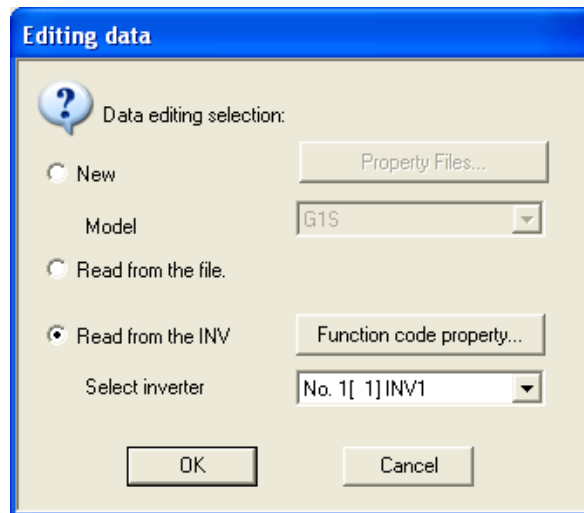 Editing data
Data editing selection:
New
Property Files...
Model
G1S
Read from the file.
Read from the INV
Function code property...
Select inverter
No. 1[ 1] INV1
OK
Cancel